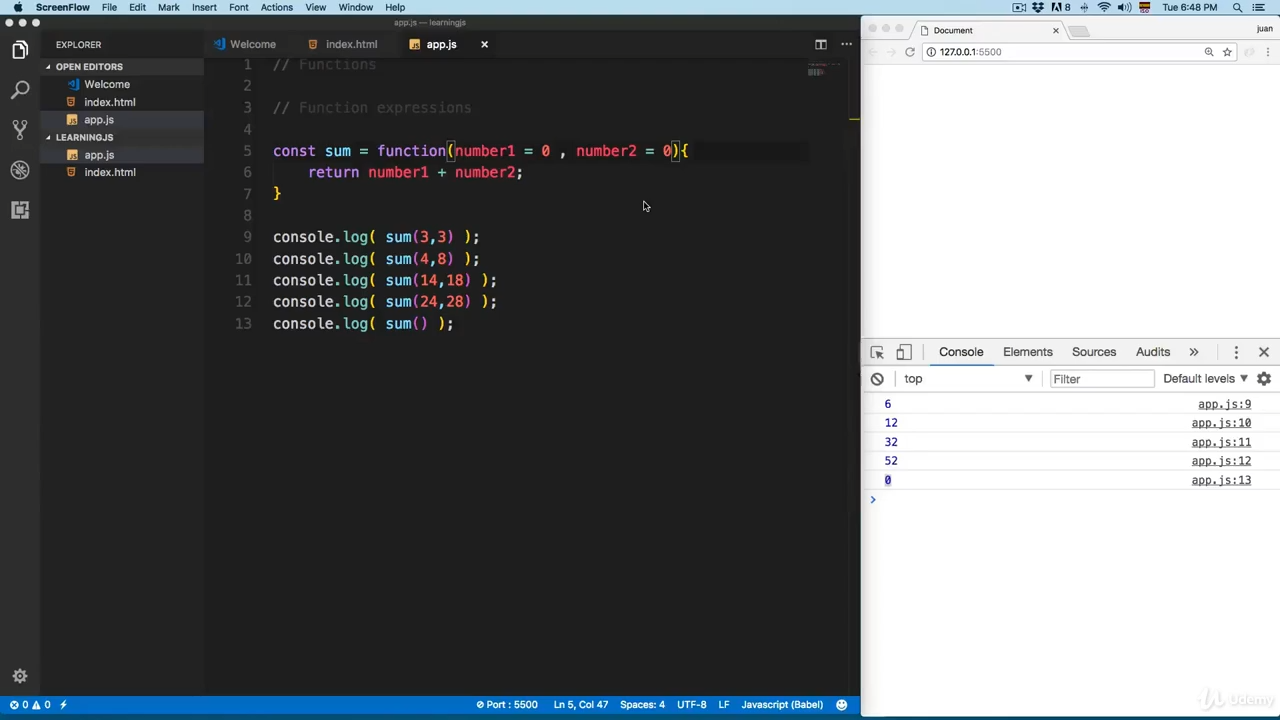 ScreenFlow File Edit Mark Insert Font Actions View Window Help 8 Tue 6:48 PM
app.js — learningjs
juan
EXPLORER
OPEN EDITORS
Welcome
index.html
app.js
LEARNINGJS
app.js
index.html
Welcome index.html app.js
1 // Functions
2
3 // Function expressions
4
5 const sum = function(number1 = 0 , number2 = 0){
6 return number1 + number2;
7 }
8
9 console.log( sum(3,3) );
10 console.log( sum(4,8) );
11 console.log( sum(14,18) );
12 console.log( sum(24,28) );
13 console.log( sum() );
Document
127.0.0.1:5500
Console Elements Sources Audits
top Filter Default levels
6 app.js:9
12 app.js:10
32 app.js:11
52 app.js:12
0 app.js:13
0 0 Port : 5500 Ln 5, Col 47 Spaces: 4 UTF-8 LF Javascript (Babel)
Udemy